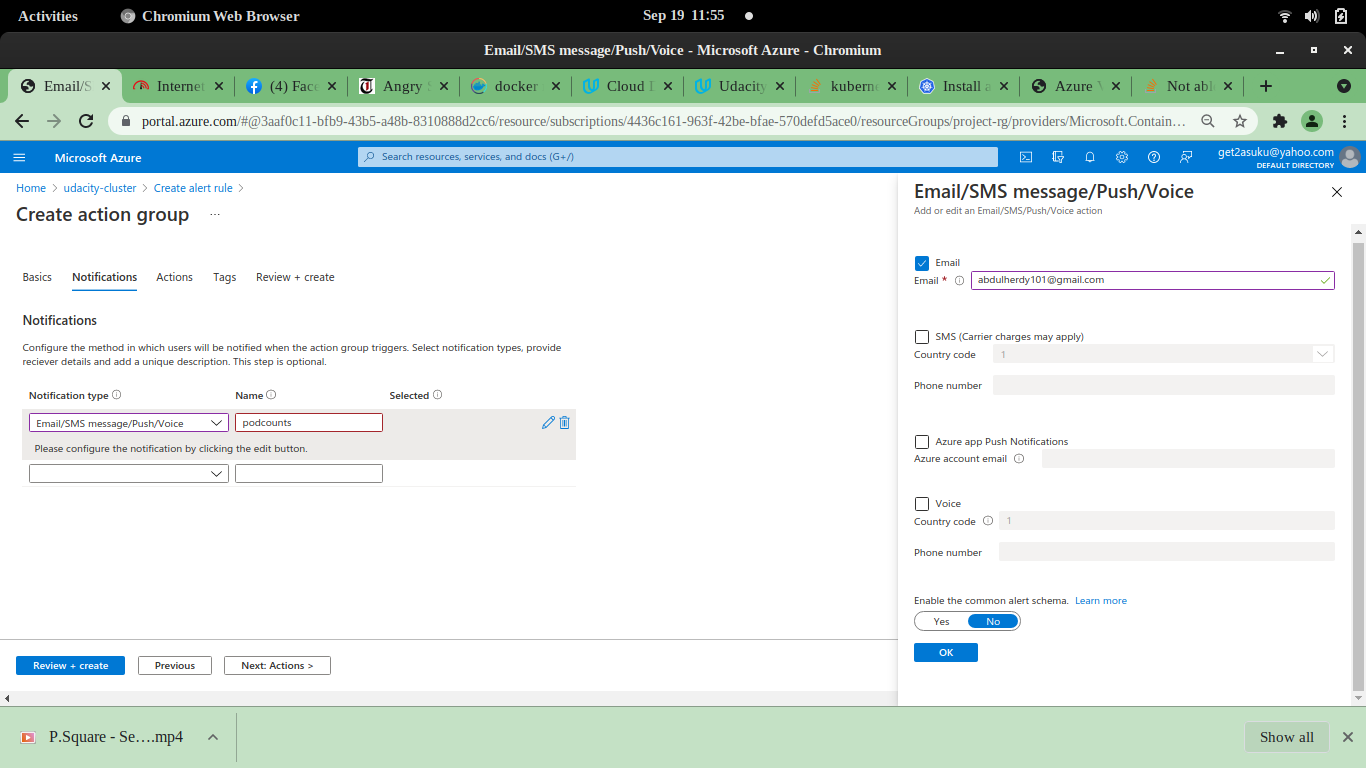 Activities
Chromium Web Browser
Sep 19 11:55
Email/SMS message/Push/Voice - Microsoft Azure - Chromium
Email/S
Internet
(4) Face
Angry S
docker
Cloud D
Udacity
kuberne
Install a
Azure V
Not able
portal.azure.com/#@3aaf0c11-bfb9-43b5-a48b-8310888d2cc6/resource/subscriptions/4436c161-963f-42be-bfae-570defd5ace0/resourceGroups/project-rg/providers/Microsoft.Contain…
Microsoft Azure
Search resources, services, and docs (G+/)
get2asuku@yahoo.com
DEFAULT DIRECTORY
Home > udacity-cluster > Create alert rule >
Create action group ...
Basics
Notifications
Actions
Tags
Review + create
Notifications
Configure the method in which users will be notified when the action group triggers. Select notification types, provide
reciever details and add a unique description. This step is optional.
Notification type
Name
Selected
Email/SMS message/Push/Voice
podcounts
Please configure the notification by clicking the edit button.
Review + create
Previous
Next: Actions >
Email/SMS message/Push/Voice
Add or edit an Email/SMS/Push/Voice action
Email
Email *
abdulherdy101@gmail.com
SMS (Carrier charges may apply)
Country code
1
Phone number
Azure app Push Notifications
Azure account email
Voice
Country code
1
Phone number
Enable the common alert schema. Learn more
Yes
No
OK
P.Square - Se….mp4
Show all